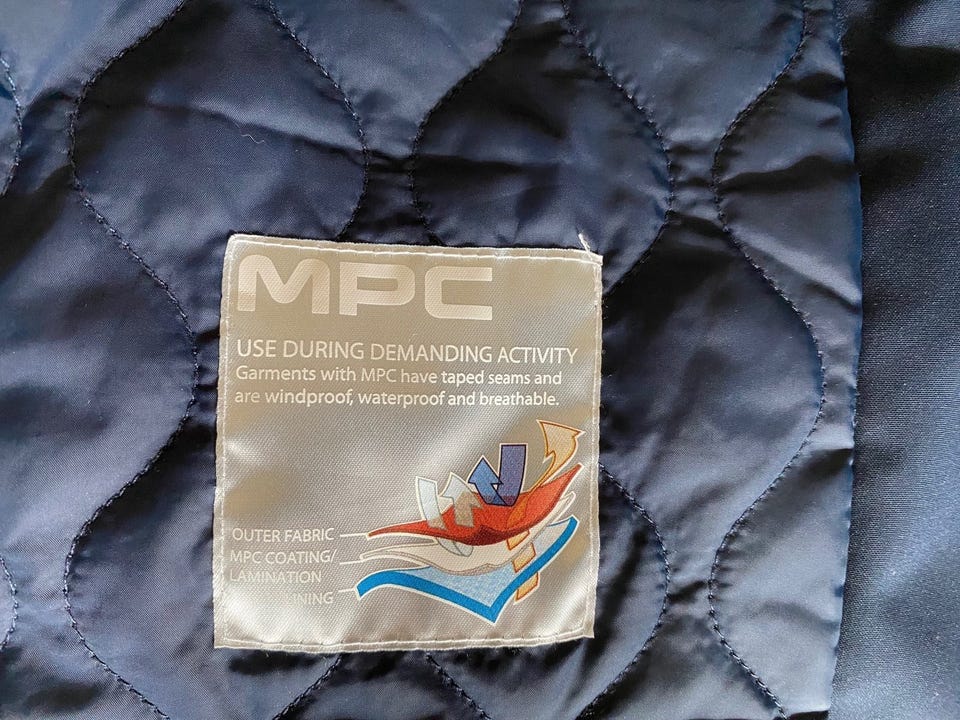 MPC
USE DURING DEMANDING ACTIVITY
Garments with MPC have taped seams and
are windproof, waterproof and breathable.
OUTER FABRIC
MPC COATING/
LAMINATION
LINING